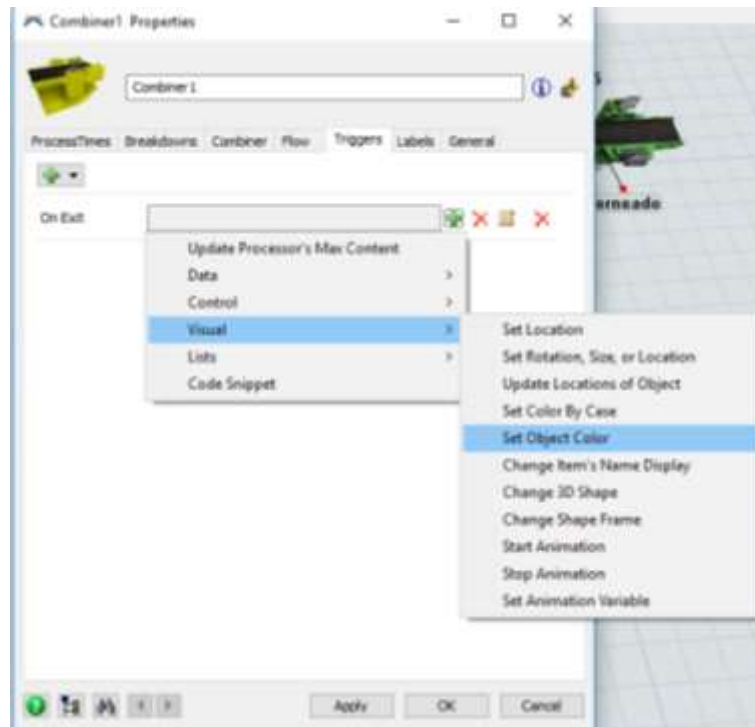 Combiner1 Properties
Combiner1
ProcessTimes Breakdowns Combiner Flow Triggers Labels General
On Exit
Update Processor's Max Content
Data
Control
Visual
Lists
Code Snippet
Set Location
Set Rotation, Size, or Location
Update Locations of Object
Set Color By Case
Set Object Color
Change Item's Name Display
Change 3D Shape
Change Shape Frame
Start Animation
Stop Animation
Set Animation Variable
erneado
Apply OK Cancel